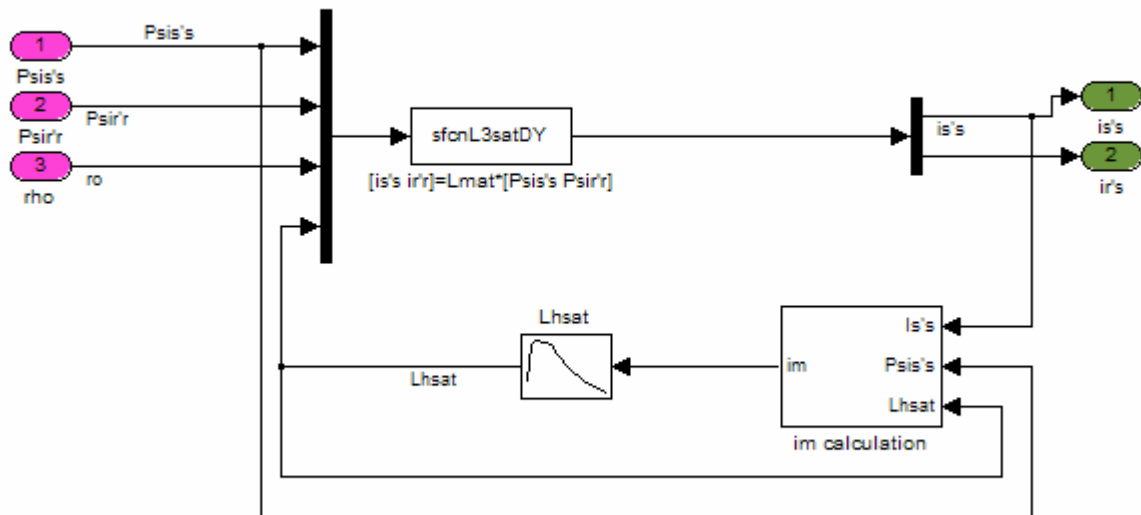 Psis's
1
Psis's
2
Psir'r
Psir'r
3
ro
rho
sfcnL3satDY
[is's ir'r]=Lmat*[Psis's Psir'r]
is's
1
is's
2
ir's
Lhsat
Lhsat
Is's
im
Psis's
Lhsat
im calculation